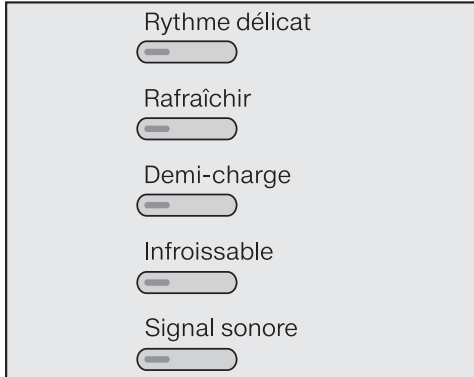 Rythme délicat
Rafraîchir
Demi-charge
Infroissable
Signal sonore